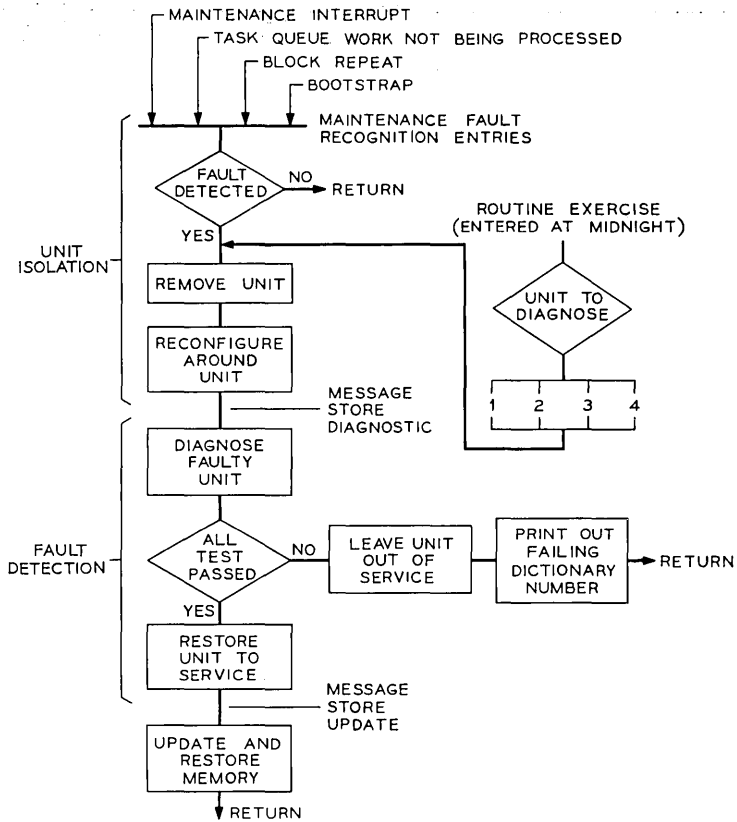 MAINTENANCE INTERRUPT
TASK QUEUE WORK NOT BEING PROCESSED
BLOCK REPEAT
BOOTSTRAP
MAINTENANCE FAULT
RECOGNITION ENTRIES
FAULT
DETECTED
NO
RETURN
YES
UNIT
ISOLATION
REMOVE UNIT
RECONFIGURE
AROUND
UNIT
ROUTINE EXERCISE
(ENTERED AT MIDNIGHT)
UNIT TO
DIAGNOSE
1 2 3 4
MESSAGE
STORE
DIAGNOSTIC
DIAGNOSE
FAULTY
UNIT
FAULT
DETECTION
ALL
TEST
PASSED
NO
LEAVE UNIT
OUT OF
SERVICE
PRINT OUT
FAILING
DICTIONARY
NUMBER
RETURN
YES
RESTORE
UNIT TO
SERVICE
MESSAGE
STORE
UPDATE
UPDATE AND
RESTORE
MEMORY
RETURN